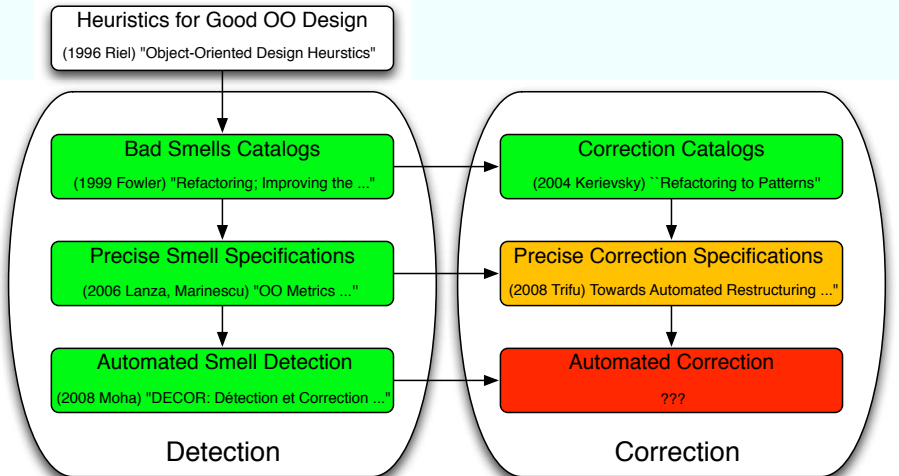 Heuristics for Good OO Design
(1996 Riel) "Object-Oriented Design Heurstics"
Bad Smells Catalogs
(1999 Fowler) "Refactoring; Improving the ..."
Correction Catalogs
(2004 Kerievsky) ``Refactoring to Patterns"
Precise Smell Specifications
(2006 Lanza, Marinescu) "OO Metrics ..."
Precise Correction Specifications
(2008 Trifu) Towards Automated Restructuring ..."
Automated Smell Detection
(2008 Moha) "DECOR: Détection et Correction ..."
Automated Correction
???
Detection
Correction